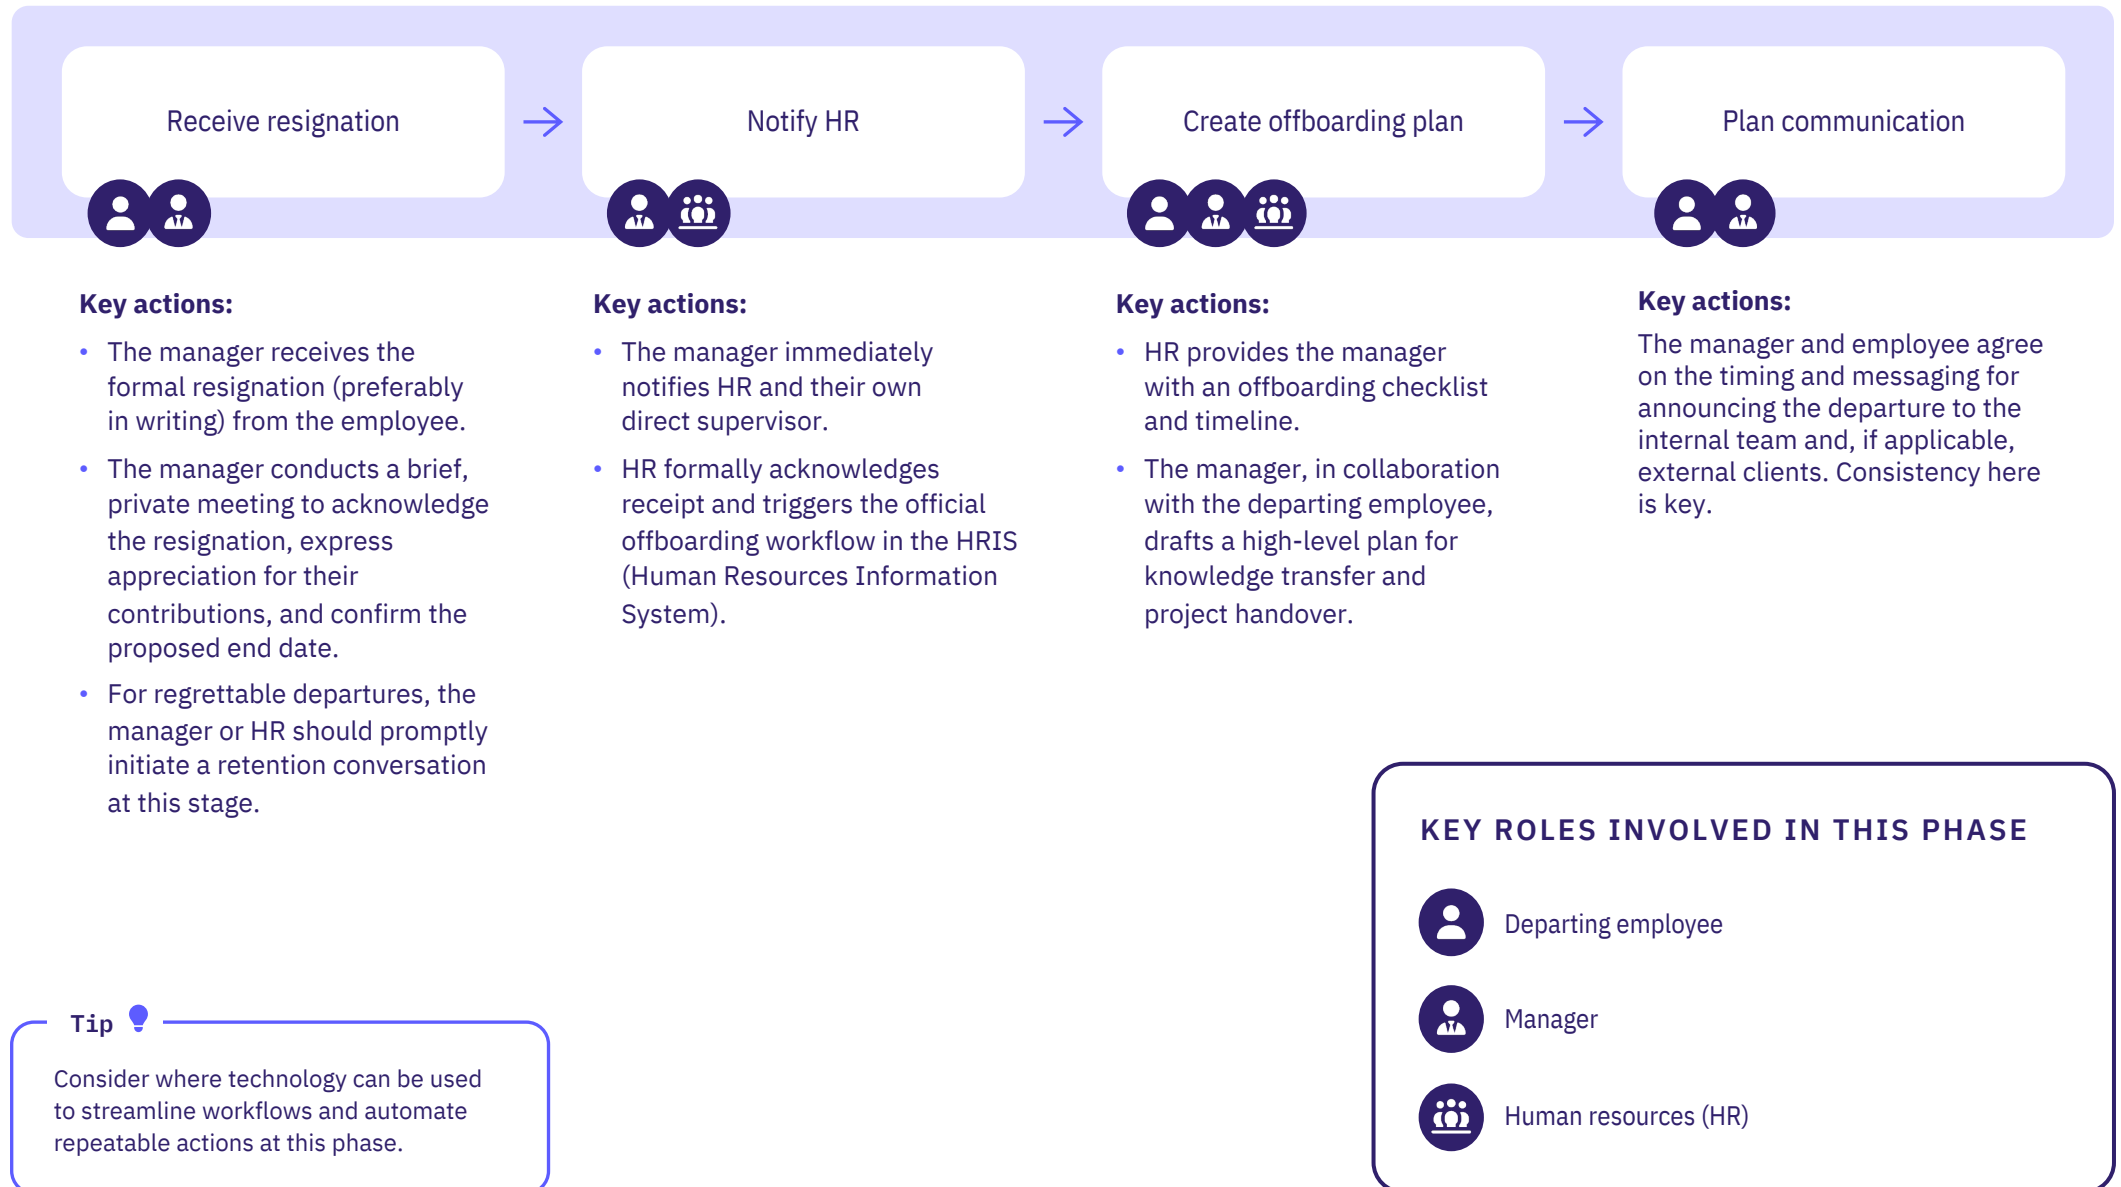 Receive resignation
Notify HR
Create offboarding plan
Plan communication
Key actions:
• The manager receives the
formal resignation (preferably
in writing) from the employee.
• The manager conducts a brief,
private meeting to acknowledge
the resignation, express
appreciation for their
contributions, and confirm the
proposed end date.
• For regrettable departures, the
manager or HR should promptly
initiate a retention conversation
at this stage.
Key actions:
• The manager immediately
notifies HR and their own
direct supervisor.
• HR formally acknowledges
receipt and triggers the official
offboarding workflow in the HRIS
(Human Resources Information
System).
Key actions:
• HR provides the manager
with an offboarding checklist
and timeline.
• The manager, in collaboration
with the departing employee,
drafts a high-level plan for
knowledge transfer and
project handover.
Key actions:
The manager and employee agree
on the timing and messaging for
announcing the departure to the
internal team and, if applicable,
external clients. Consistency here
is key.
KEY ROLES INVOLVED IN THIS PHASE
Departing employee
Manager
Human resources (HR)
Tip
Consider where technology can be used
to streamline workflows and automate
repeatable actions at this phase.